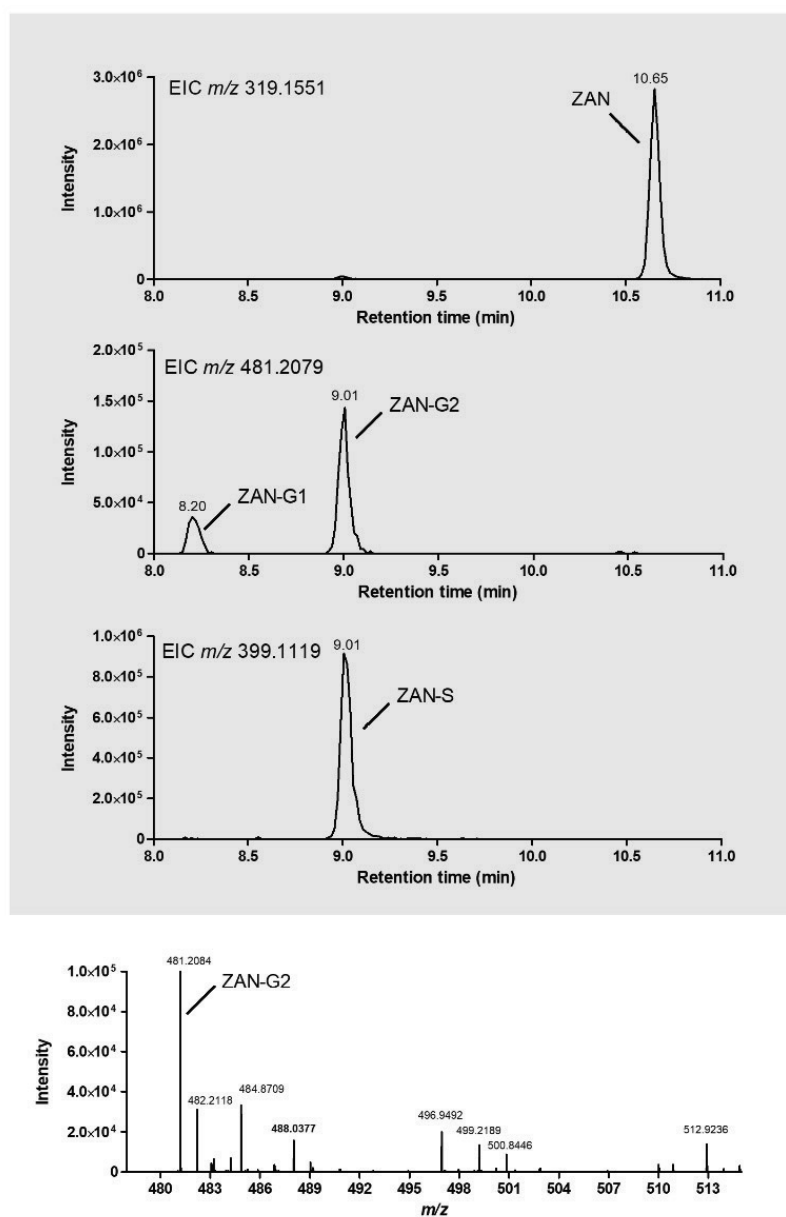 3.0×10⁶
10.65
EIC m/z 319.1551
ZAN
2.0×10⁶
Intensity
1.0×10⁶
0
8.0 8.5 9.0 9.5 10.0 10.5 11.0
Retention time (min)
2.0×10⁵
EIC m/z 481.2079
9.01
1.5×10⁵
ZAN-G2
Intensity
1.0×10⁵
8.20
ZAN-G1
5.0×10⁴
0
8.0 8.5 9.0 9.5 10.0 10.5 11.0
Retention time (min)
1.0×10⁶
9.01
EIC m/z 399.1119
8.0×10⁵
ZAN-S
6.0×10⁵
Intensity
4.0×10⁵
2.0×10⁵
0
8.0 8.5 9.0 9.5 10.0 10.5 11.0
Retention time (min)
481.2084
1.0×10⁵
ZAN-G2
8.0×10⁴
6.0×10⁴
Intensity
4.0×10⁴
482.2118 484.8709
2.0×10⁴
488.0377
496.9492
499.2189
500.8446
512.9236
0
480 483 486 489 492 495 498 501 504 507 510 513
m/z